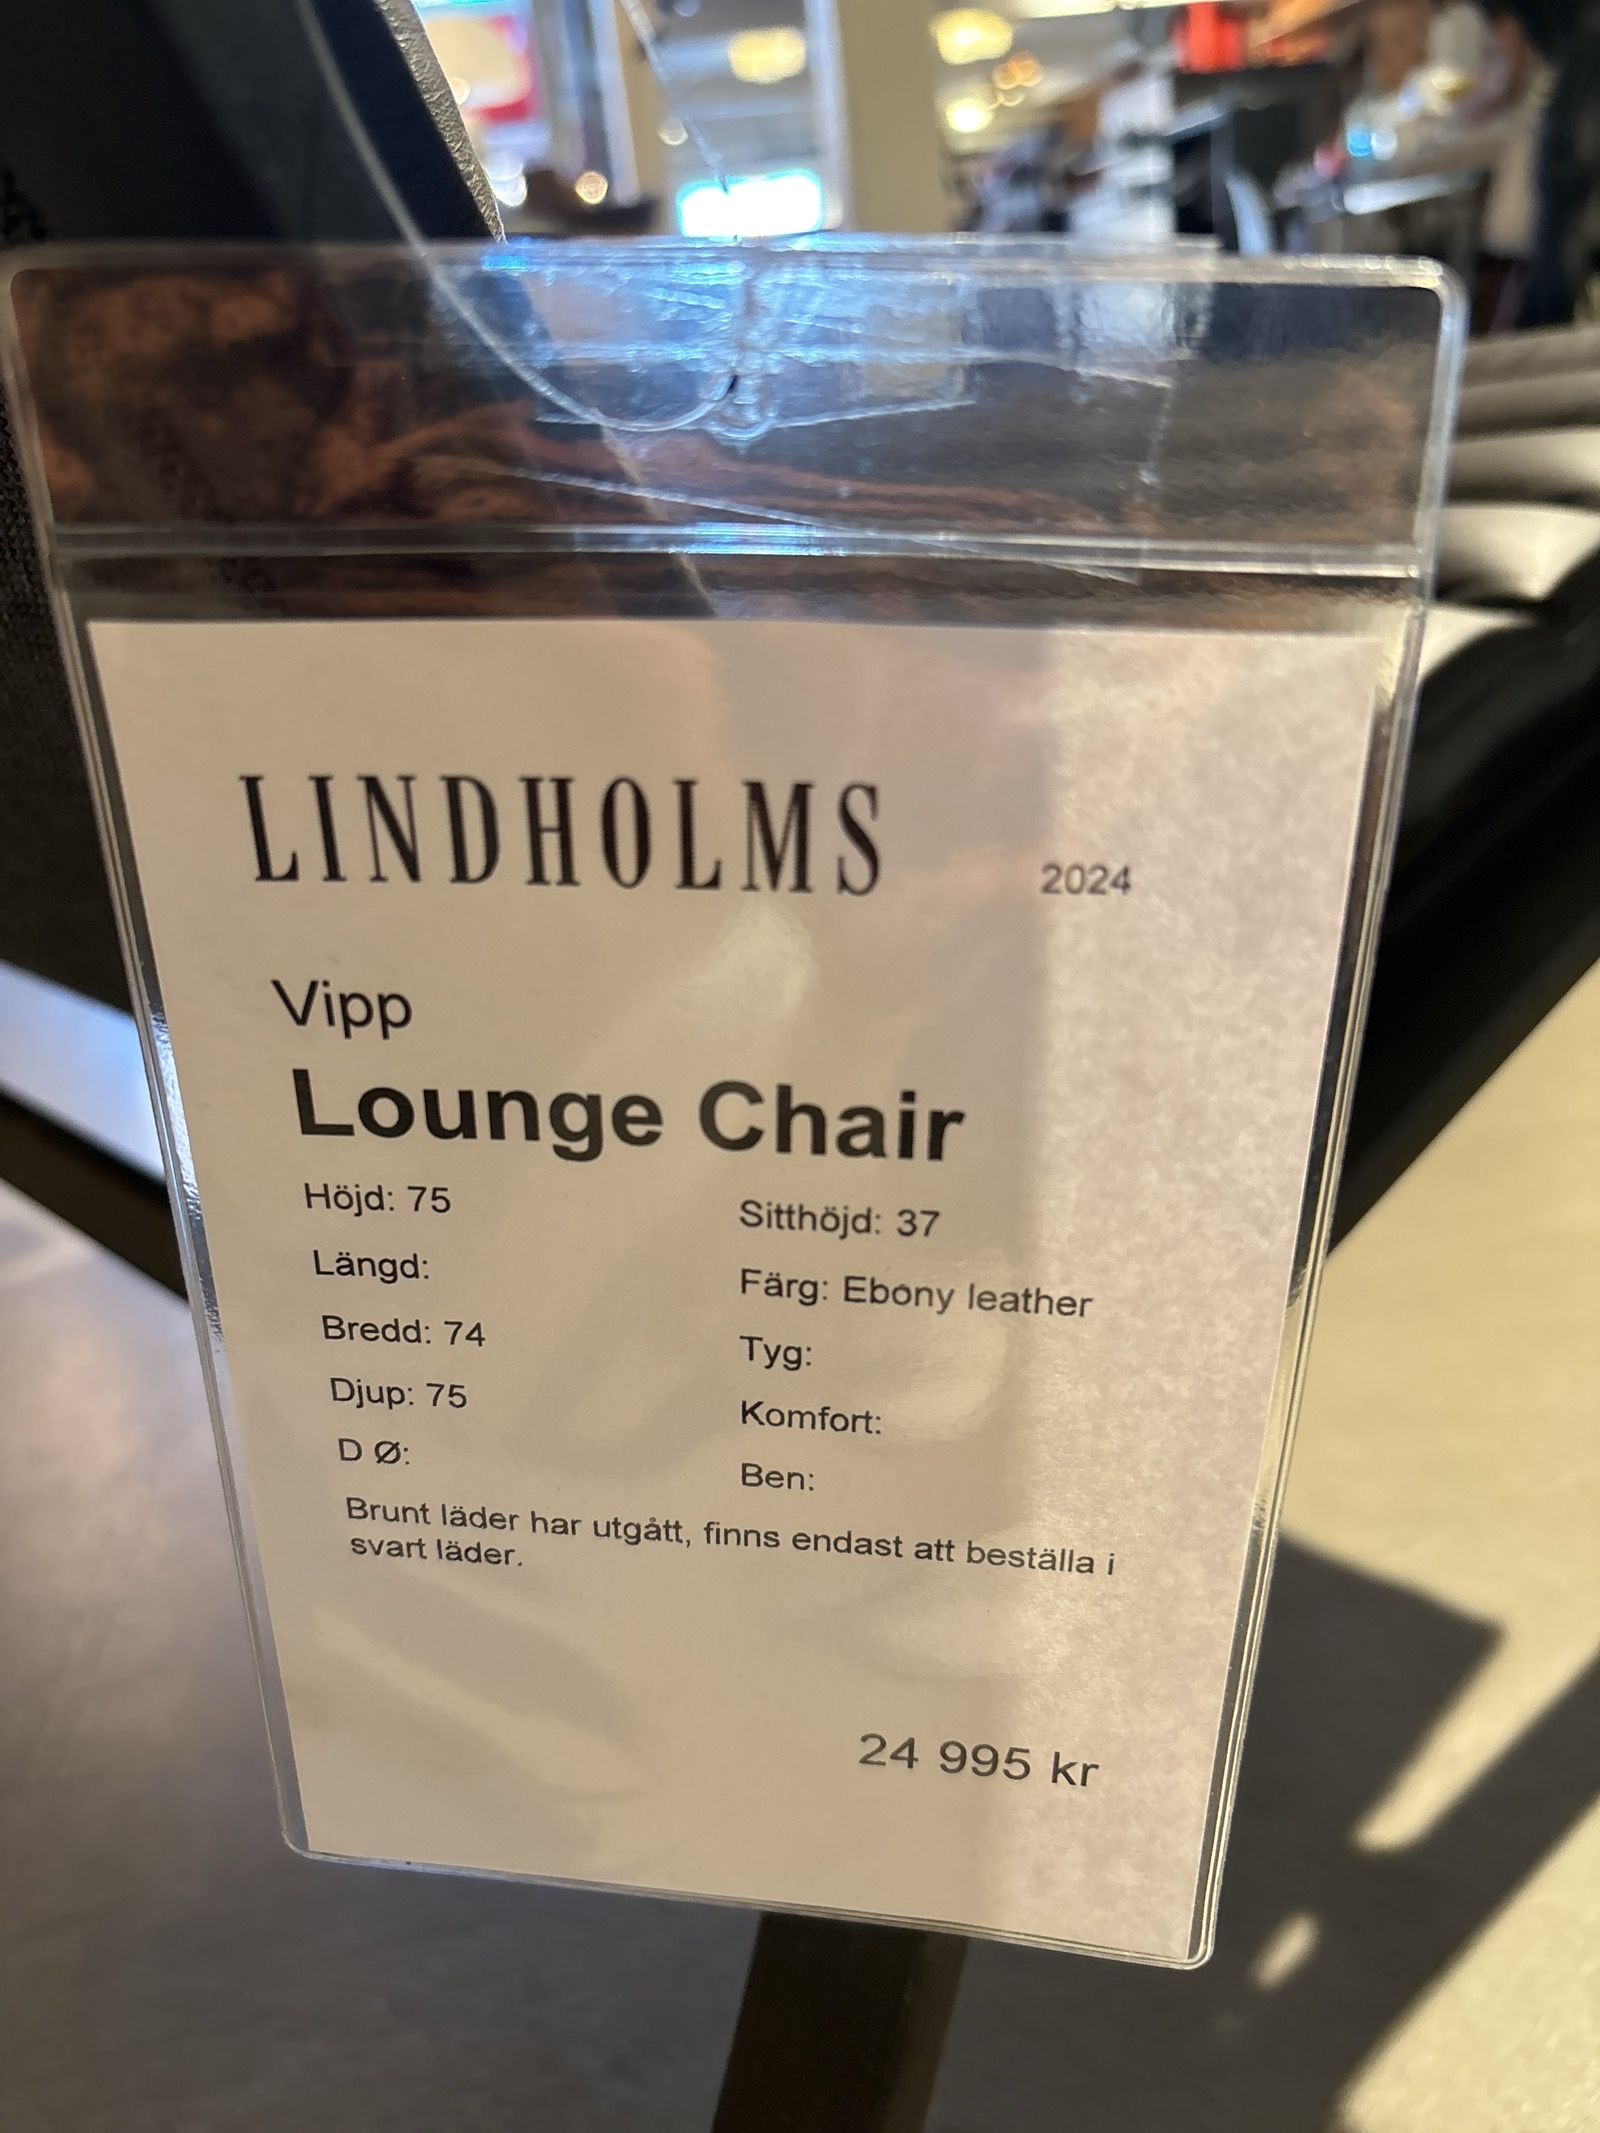 LINDHOLMS 2024
Vipp
Lounge Chair
Höjd: 75
Längd:
Bredd: 74
Djup: 75
D Ø:
Sitthöjd: 37
Färg: Ebony leather
Tyg:
Komfort:
Ben:
Brunt läder har utgått, finns endast att beställa i
svart läder.
24 995 kr